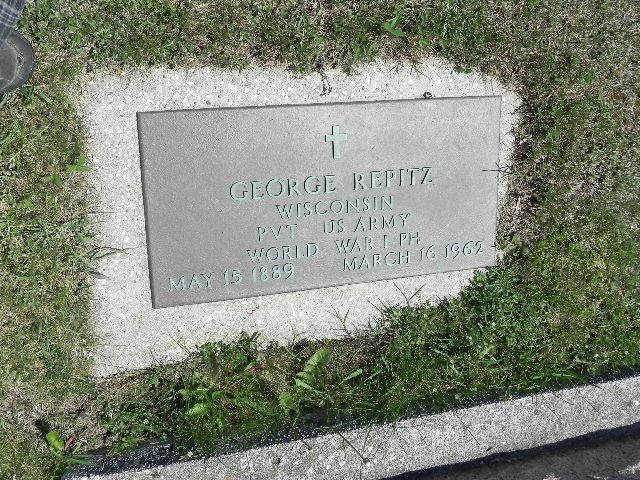 GEORGE REPITZ
WISCONSIN
PVT US ARMY
WORLD WAR I PH
MAY 15 1889 MARCH 16 1962